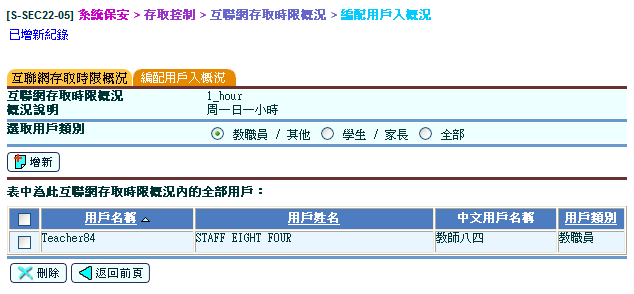 [S-SEC22-05] 系統保安 > 存取控制 > 互聯網存取時限概況 > 編配用戶入概況
已增新紀錄
互聯網存取時限概況 編配用戶入概況
互聯網存取時限概況 1_hour
概況說明 周一日一小時
選取用戶類別 教職員 / 其他 學生 / 家長 全部
增新
表中為此互聯網存取時限概況內的全部用戶：
用戶名稱 用戶姓名 中文用戶名稱 用戶類別
Teacher84 STAFF EIGHT FOUR 教師八四 教職員
刪除 返回前頁